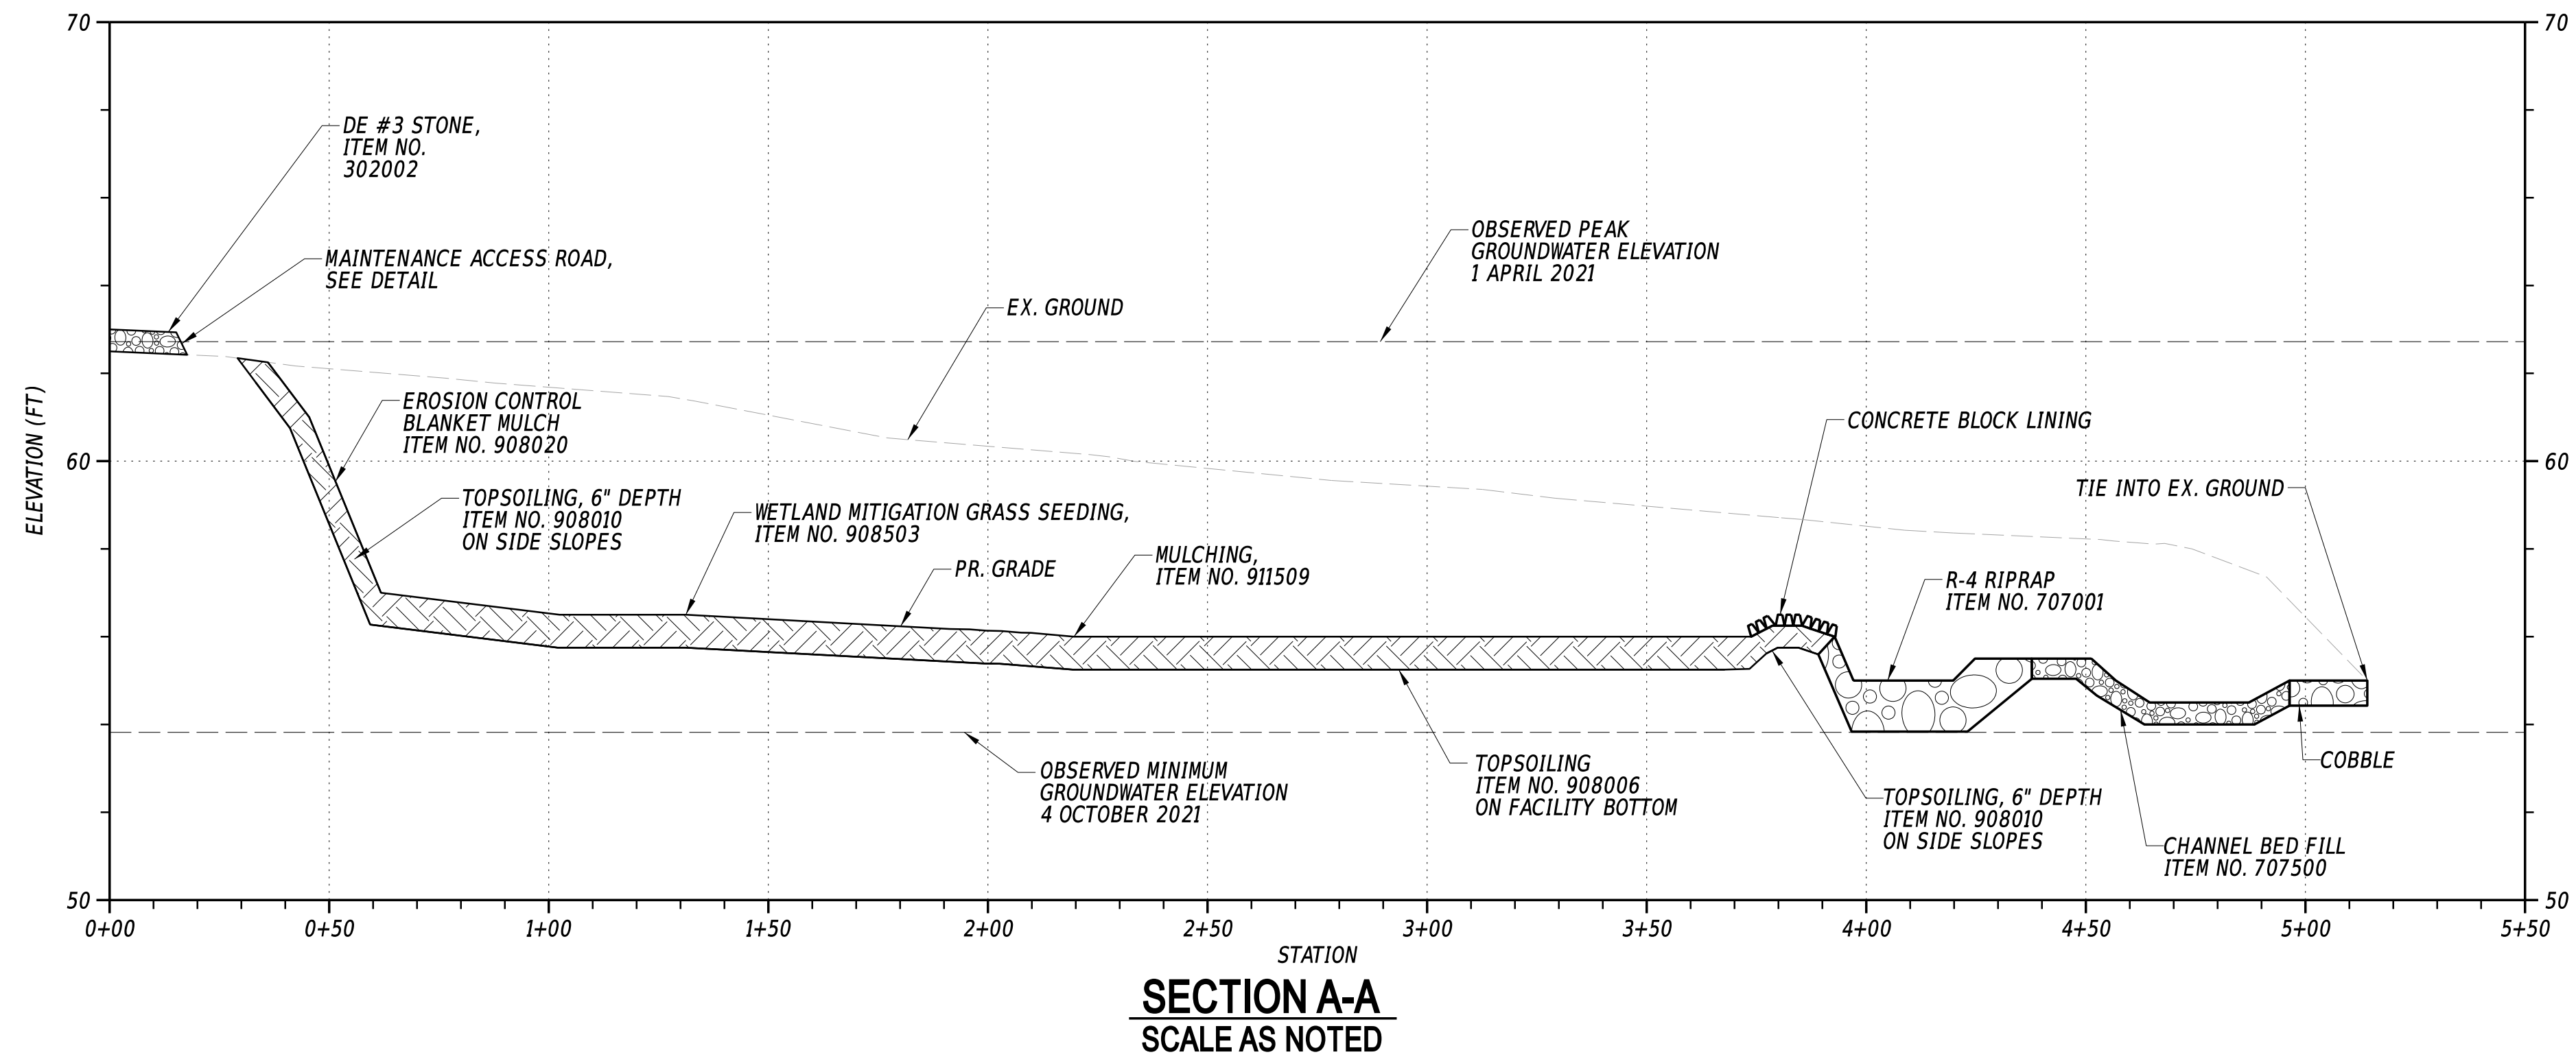 70
70
DE #3 STONE,
ITEM NO.
302002
MAINTENANCE ACCESS ROAD,
SEE DETAIL
EX. GROUND
OBSERVED PEAK
GROUNDWATER ELEVATION
1 APRIL 2021
EROSION CONTROL
BLANKET MULCH
ITEM NO. 908020
CONCRETE BLOCK LINING
ELEVATION (FT)
60
60
TOPSOILING, 6" DEPTH
ITEM NO. 908010
ON SIDE SLOPES
WETLAND MITIGATION GRASS SEEDING,
ITEM NO. 908503
PR. GRADE
MULCHING,
ITEM NO. 911509
TIE INTO EX. GROUND
R-4 RIPRAP
ITEM NO. 707001
OBSERVED MINIMUM
GROUNDWATER ELEVATION
4 OCTOBER 2021
TOPSOILING
ITEM NO. 908006
ON FACILITY BOTTOM
TOPSOILING, 6" DEPTH
ITEM NO. 908010
ON SIDE SLOPES
COBBLE
CHANNEL BED FILL
ITEM NO. 707500
50
50
0+00 0+50 1+00 1+50 2+00 2+50 3+00 3+50 4+00 4+50 5+00 5+50
STATION
SECTION A-A
SCALE AS NOTED